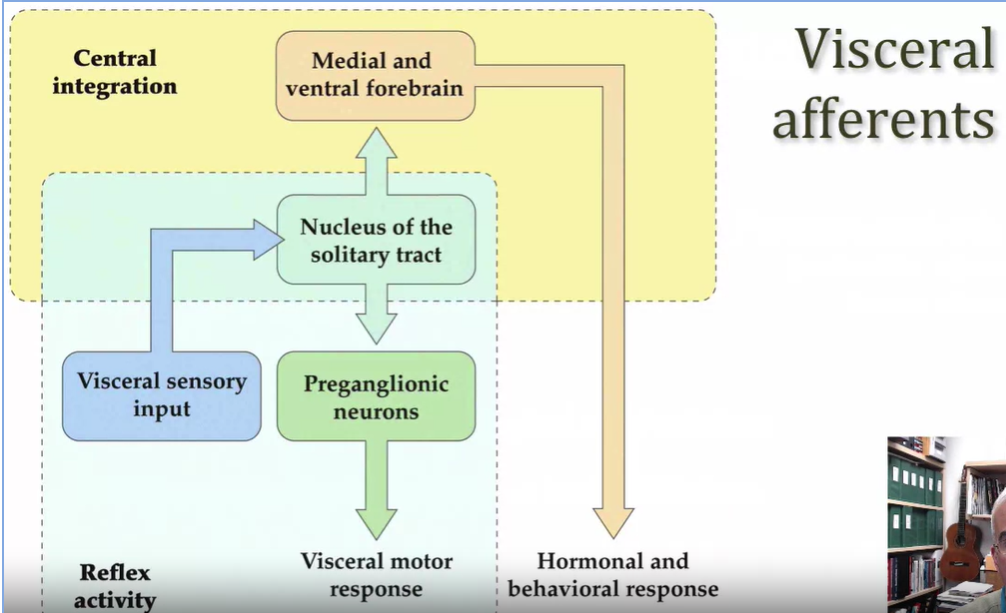 Visceral
afferents
Central
integration
Medial and
ventral forebrain
Nucleus of the
solitary tract
Visceral sensory
input
Preganglionic
neurons
Visceral motor
response
Hormonal and
behavioral response
Reflex
activity